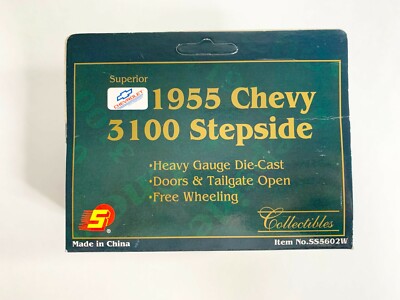 Superior
CHEVROLET
1955 Chevy
3100 Stepside
•Heavy Gauge Die-Cast
•Doors & Tailgate Open
•Free Wheeling
S
Collectibles
Made in China
Item No.SS5602W